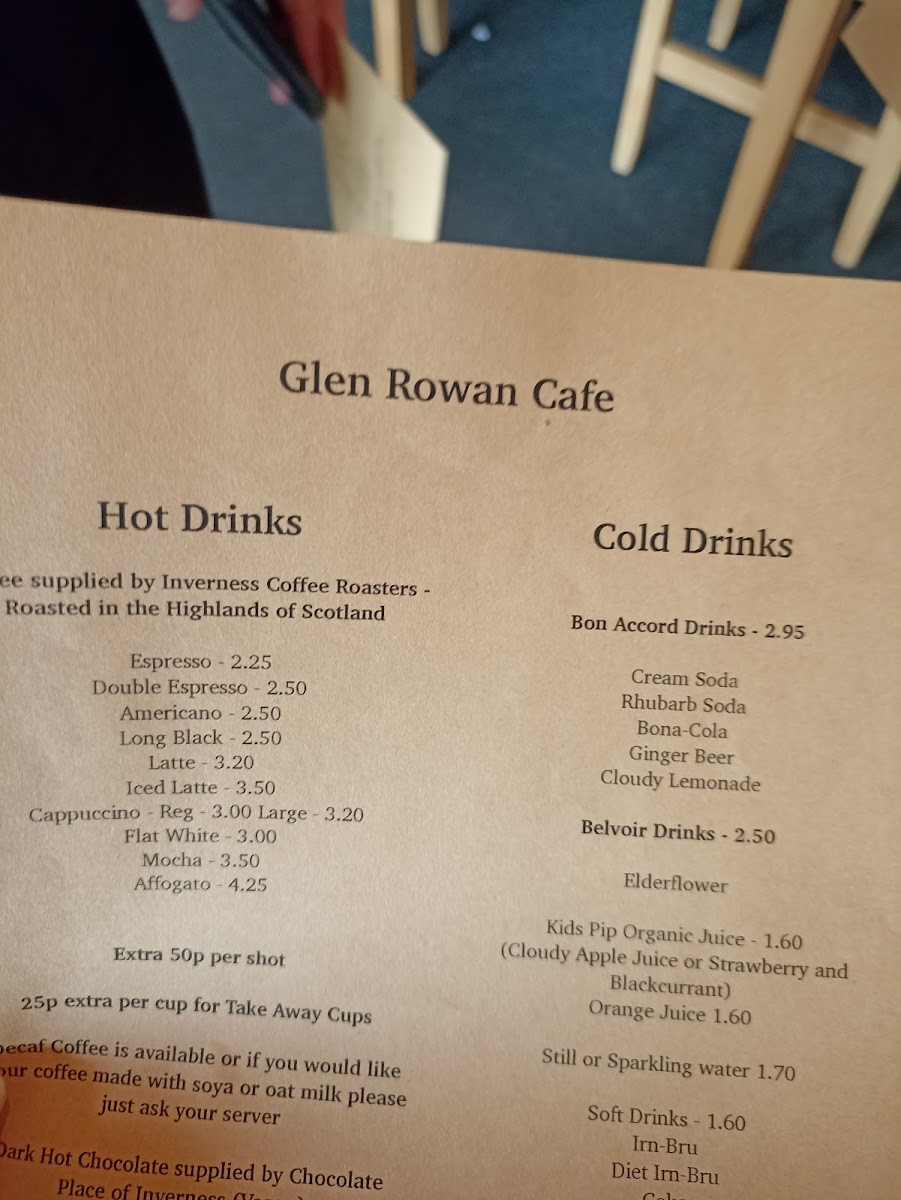 Glen Rowan Cafe
Hot Drinks
supplied by Inverness Coffee Roasters -
Roasted in the Highlands of Scotland
Espresso - 2.25
Double Espresso - 2.50
Americano - 2.50
Long Black - 2.50
Latte - 3.20
Iced Latte - 3.50
Cappuccino - Reg - 3.00 Large - 3.20
Flat White - 3.00
Mocha - 3.50
Affogato - 4.25
Extra 50p per shot
25p extra per cup for Take Away Cups
Decaf Coffee is available or if you would like
your coffee made with soya or oat milk please
just ask your server
Dark Hot Chocolate supplied by Chocolate
Place of Inverness
Cold Drinks
Bon Accord Drinks - 2.95
Cream Soda
Rhubarb Soda
Bona-Cola
Ginger Beer
Cloudy Lemonade
Belvoir Drinks - 2.50
Elderflower
Kids Pip Organic Juice - 1.60
(Cloudy Apple Juice or Strawberry and
Blackcurrant)
Orange Juice 1.60
Still or Sparkling water 1.70
Soft Drinks - 1.60
Irn-Bru
Diet Irn-Bru